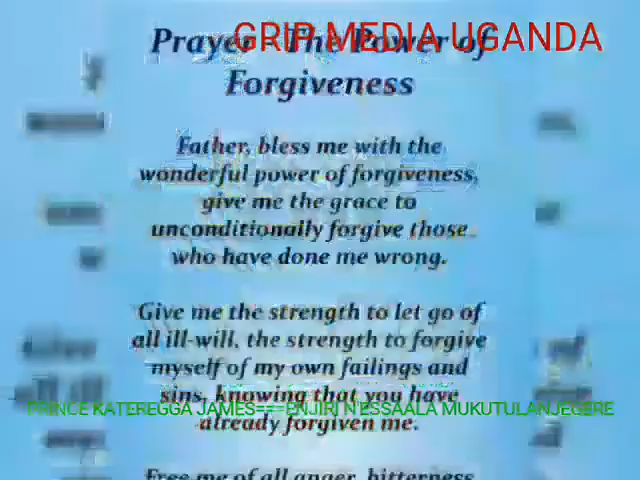 Prayer - The Power of
GRIP MEDIA UGANDA
Forgiveness
Father, bless me with the
wonderful power of forgiveness,
give me the grace to
unconditionally forgive those
who have done me wrong.
Give me the strength to let go of
all ill-will, the strength to forgive
myself of my own failings and
sins, knowing that you have
PRINCE KATEREGGA JAMES===ENJIRI N'ESSAALA MUKUTULANJEGERE
already forgiven me.
Free me of all anger, bitterness